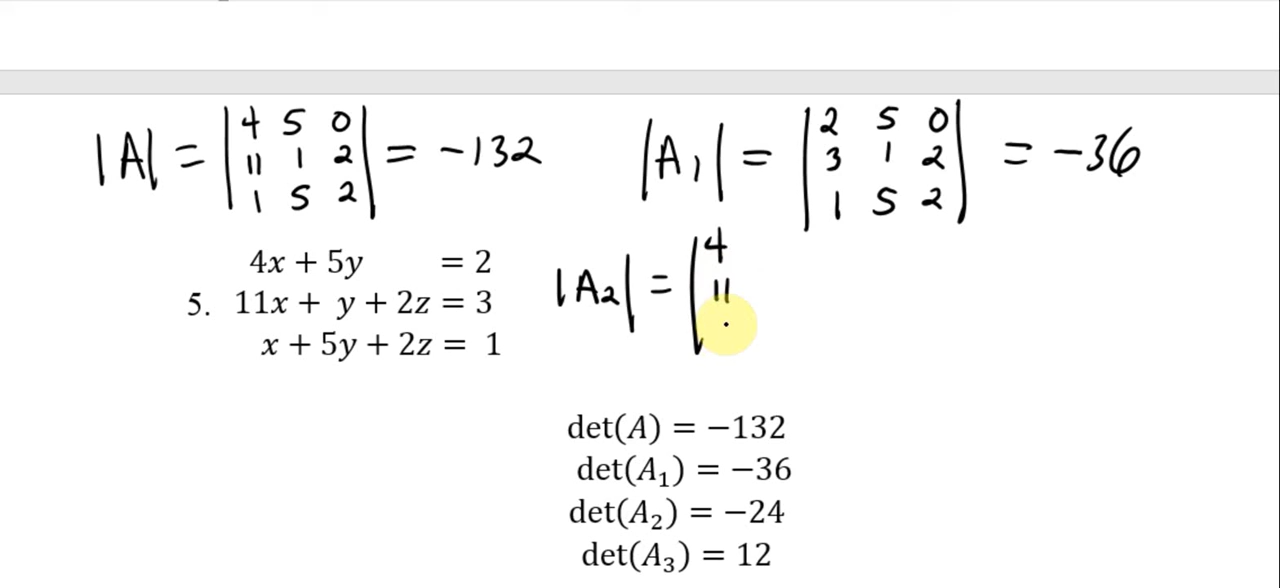 |A| = |4 5 0| = -132 |A₁| = |2 5 0| = -36
|11 1 2| |3 1 2|
|1 5 2| |1 5 2|
4x + 5y = 2
5. 11x + y + 2z = 3
x + 5y + 2z = 1
|A₂| = |4
11
det(A) = −132
det(A₁) = −36
det(A₂) = −24
det(A₃) = 12